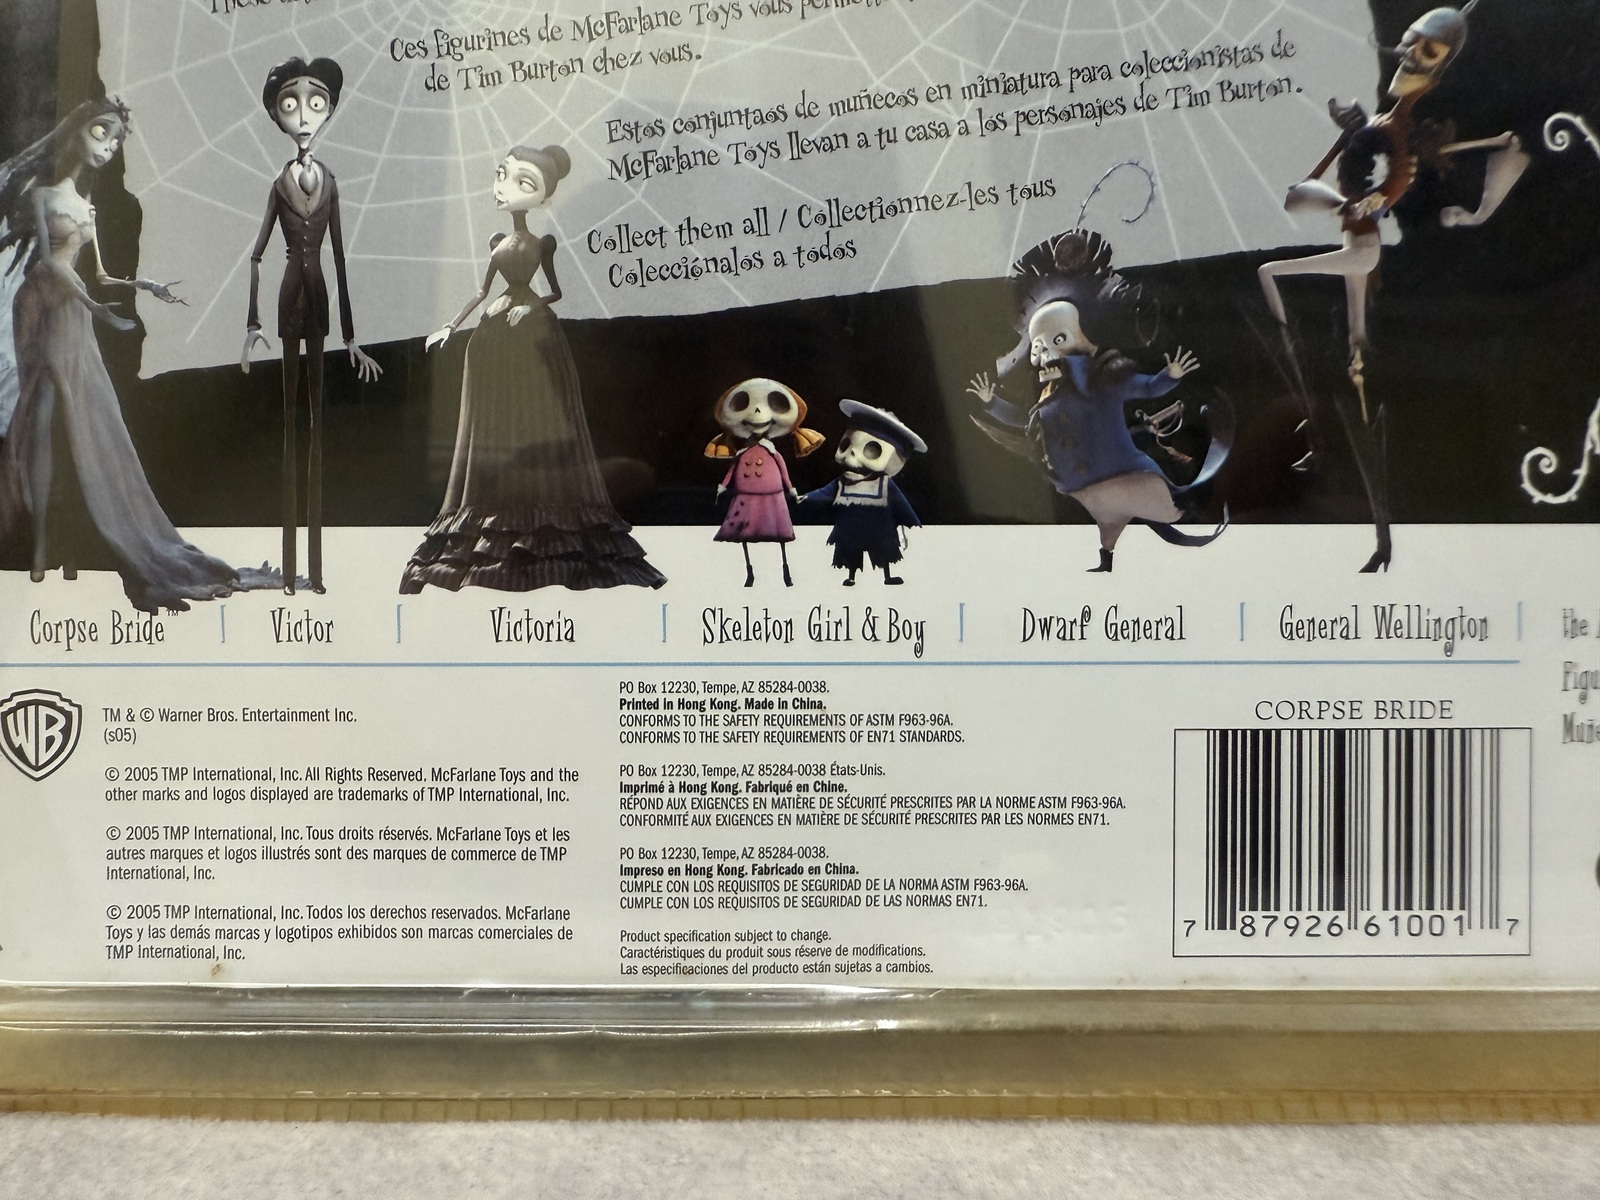 Ces figurines de McFarlane Toys vous
de Tim Burton chez vous.
Estos conjuntaos de muñecos en miniatura para coleccionistas de
McFarlane Toys llevan a tu casa a los personajes de Tim Burton.
Collect them all / Collectionnez-les tous
Colecciónalos a todos
Corpse Bride™ | Victor | Victoria | Skeleton Girl & Boy | Dwarf General | General Wellington | the
WB
TM & © Warner Bros. Entertainment Inc.
(s05)
© 2005 TMP International, Inc. All Rights Reserved. McFarlane Toys and the
other marks and logos displayed are trademarks of TMP International, Inc.
© 2005 TMP International, Inc. Tous droits réservés. McFarlane Toys et les
autres marques et logos illustrés sont des marques de commerce de TMP
International, Inc.
© 2005 TMP International, Inc. Todos los derechos reservados. McFarlane
Toys y las demás marcas y logotipos exhibidos son marcas comerciales de
TMP International, Inc.
PO Box 12230, Tempe, AZ 85284-0038.
Printed in Hong Kong. Made in China.
CONFORMS TO THE SAFETY REQUIREMENTS OF ASTM F963-96A.
CONFORMS TO THE SAFETY REQUIREMENTS OF EN71 STANDARDS.
PO Box 12230, Tempe, AZ 85284-0038 États-Unis.
Imprimé à Hong Kong. Fabriqué en Chine.
RÉPOND AUX EXIGENCES EN MATIÈRE DE SÉCURITÉ PRESCRITES PAR LA NORME ASTM F963-96A.
CONFORMITÉ AUX EXIGENCES EN MATIÈRE DE SÉCURITÉ PRESCRITES PAR LES NORMES EN71.
PO Box 12230, Tempe, AZ 85284-0038.
Impreso en Hong Kong. Fabricado en China.
CUMPLE CON LOS REQUISITOS DE SEGURIDAD DE LA NORMA ASTM F963-96A.
CUMPLE CON LOS REQUISITOS DE SEGURIDAD DE LAS NORMAS EN71.
Product specification subject to change.
Caractéristiques du produit sous réserve de modifications.
Las especificaciones del producto están sujetas a cambios.
CORPSE BRIDE
7 87926 61001 7